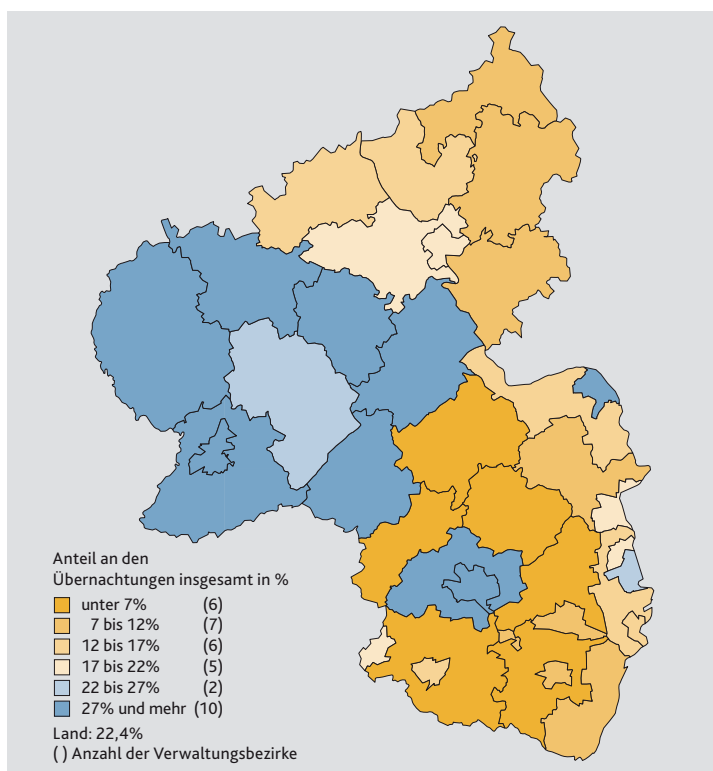 Anteil an den
Übernachtungen insgesamt in %
unter 7% (6)
7 bis 12% (7)
12 bis 17% (6)
17 bis 22% (5)
22 bis 27% (2)
27% und mehr (10)
Land: 22,4%
( ) Anzahl der Verwaltungsbezirke